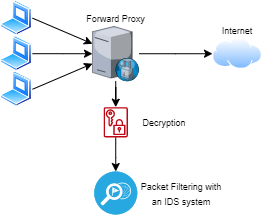 Forward Proxy
Internet
Decryption
Packet Filtering with
an IDS system